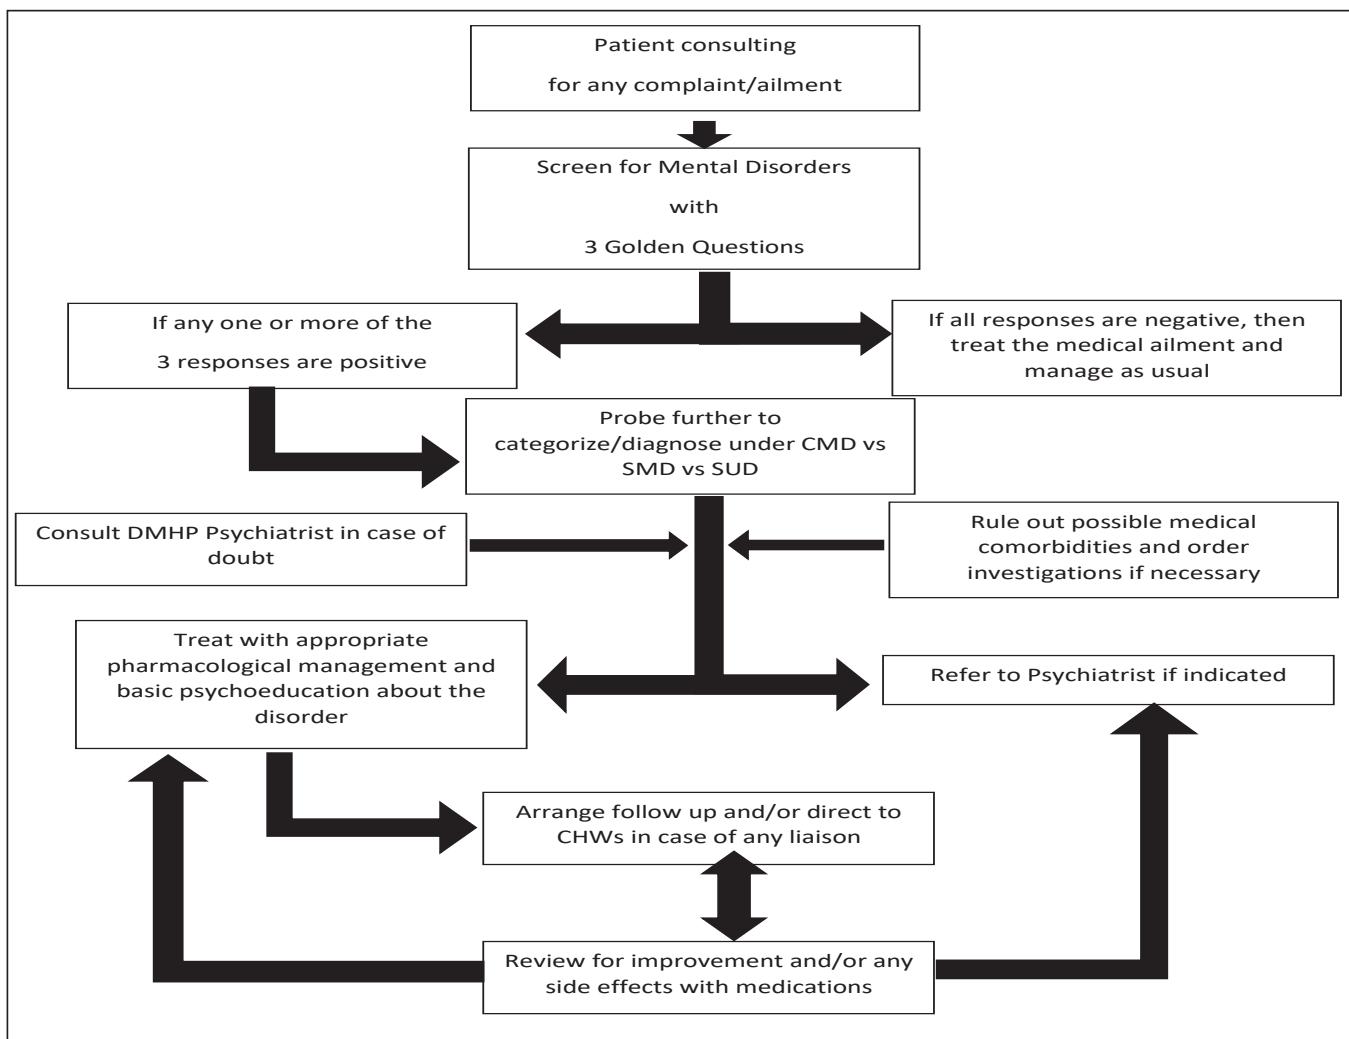 Patient consulting
for any complaint/ailment
Screen for Mental Disorders
with
3 Golden Questions
If any one or more of the
3 responses are positive
If all responses are negative, then
treat the medical ailment and
manage as usual
Probe further to
categorize/diagnose under CMD vs
SMD vs SUD
Consult DMHP Psychiatrist in case of
doubt
Rule out possible medical
comorbidities and order
investigations if necessary
Treat with appropriate
pharmacological management and
basic psychoeducation about the
disorder
Refer to Psychiatrist if indicated
Arrange follow up and/or direct to
CHWs in case of any liaison
Review for improvement and/or any
side effects with medications